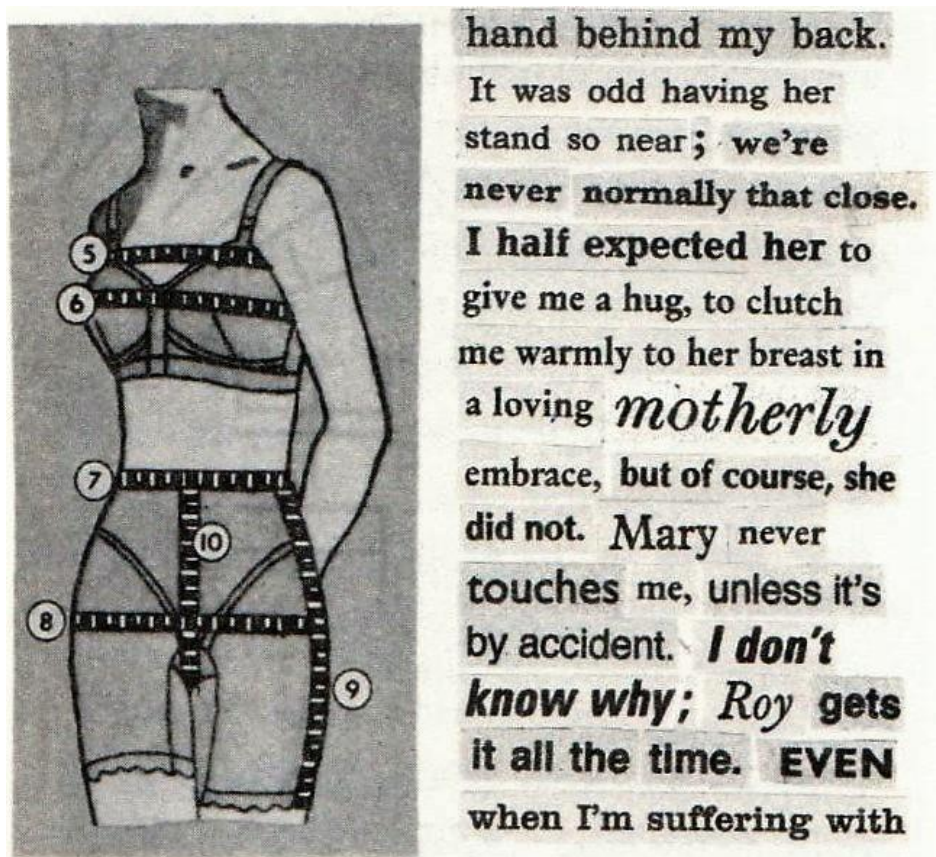 5
6
7
10
8
9
hand behind my back.
It was odd having her
stand so near; we're
never normally that close.
I half expected her to
give me a hug, to clutch
me warmly to her breast in
a loving motherly
embrace, but of course, she
did not. Mary never
touches me, unless it's
by accident. I don't
know why; Roy gets
it all the time. EVEN
when I'm suffering with